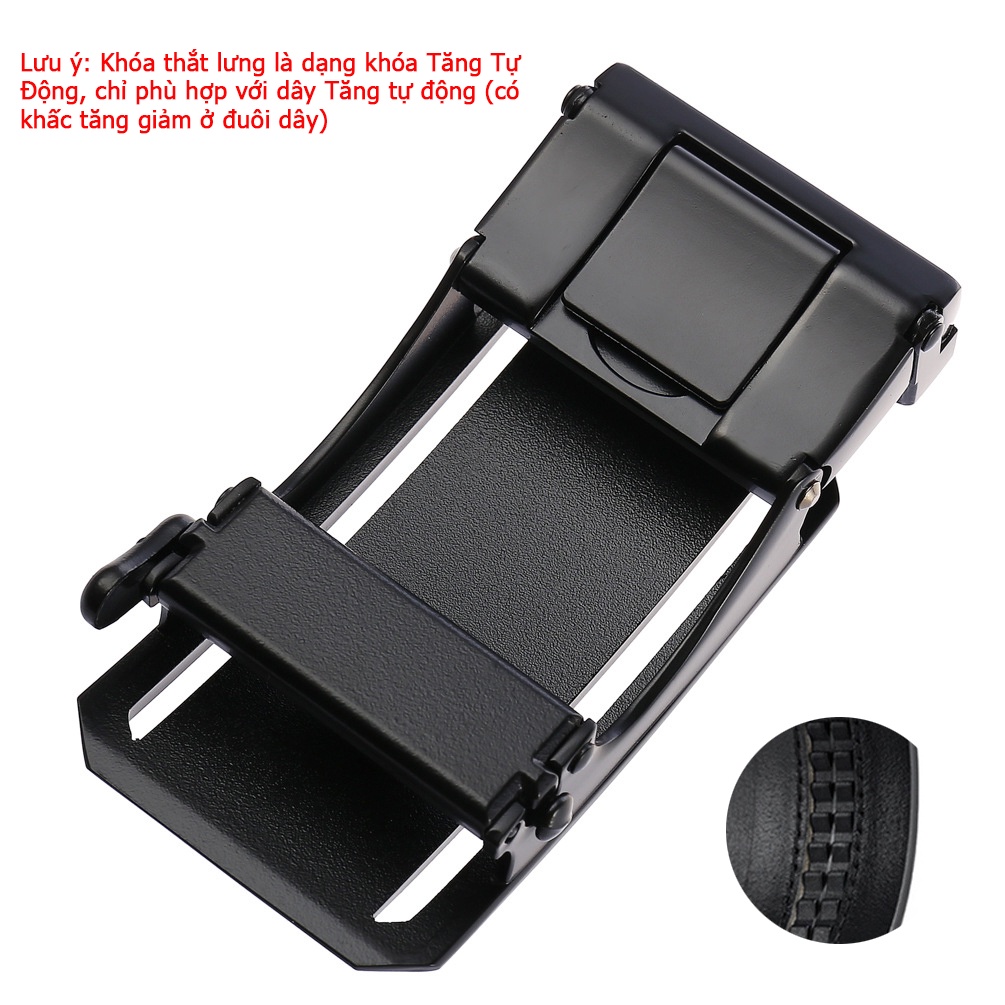 Lưu ý: Khóa thắt lưng là dạng khóa Tăng Tự
Động, chỉ phù hợp với dây Tăng tự động (có
khấc tăng giảm ở đuôi dây)